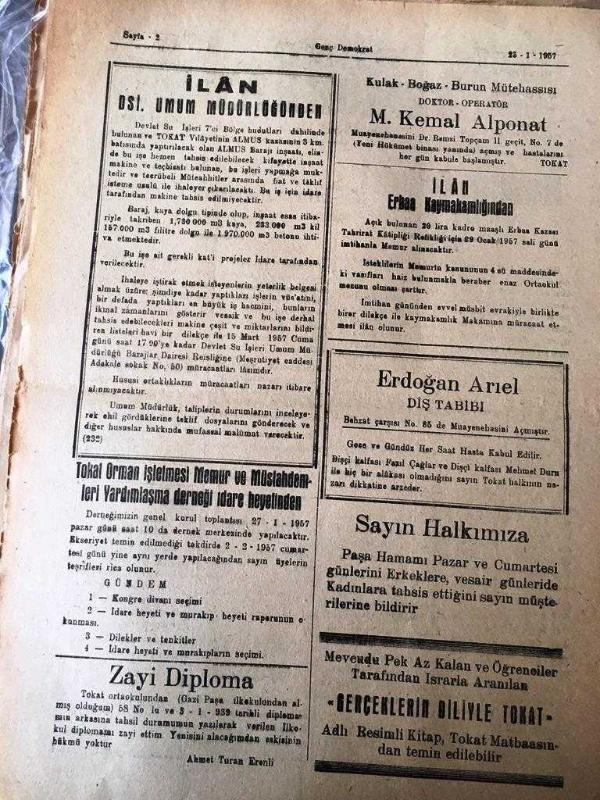 Sayfa - 2
Genç Demokrat
25 - 1 - 1957
İLÂN
DSİ. UMUM MÜDÜRLÜĞÜNDEN
Devlet Su İşleri 7'ci Bölge hudutları dahilinde
bulunan ve TOKAT Vilâyetinin ALMUS kazasının 3 km.
batısında yaptırılacak olan ALMUS Barajı inşaatı, elin-
de bu işe hemen tahsis edilebilecek kifayette inşaat
makine ve teçhisatı bulunan, bu işleri yapmağa muk-
tedir ve tecrübeli Müteahhitler arasında fiat ve tâklif
isteme usulü ile ihaleye çıkarılacaktı. Bu iş için idare
tarafından makine tahsis edilmiyecektir.
Baraj, kaya dolgu tipinde olup, inşaat esas itiba-
riyle takriben 1,750 000 m3 kaya, 233.000 m3 kil
157 000 m3 filitre dolgu ile 1.970.000 m3 betonu ihti-
va etmektedir.
Bu işe ait gerekli kat'i projeler İdare tarafından
verilecektir.
İhaleye iştirak etmek isteyenlerin yeterlik belgesi
almak üzere; şimdiye kadar yaptıkları işlerin vüs'atini,
bir defada yaptıkları en büyük iş hacmini, bunların
ikmal zamanlarını gösterir vesaik ve bu işe derhal
tahsis edebilecekleri makine çeşit ve miktarlarını bildi-
ren listeleri havi bir dilekçe ile 15 Mart 1957 Cuma
günü saat 17 00'ye kadar Devlet Su İşleri Umum Mü-
dürlüğü Barajlar Dairesi Reisliğine (Meşrutiyet caddesi
Adakale sokak No, 50) müracaatları lâzımdır.
Hususi ortaklıkların müracaatları nazarı itibare
alınmıyacaktır.
Umum Müdürlük, taliplerin durumlarını inceleye-
rek ehil gördüklerine teklif dosyalarını gönderecek ve
diğer hususlar hakkında mufassal malûmat verecektir.
(232)
Tokat Orman işletmesi Memur ve Müstahdem-
leri Yardımlaşma derneği idare heyetinden
Derneğimizin genel kurul toplantısı 27 - 1 - 1957
pazar günü saat 10 da dernek merkezinde yapılacaktır.
Ekseriyet temin edilmediği takdirde 2 - 2 - 1957 cumar-
tesi günü yine aynı yerde yapılacağından sayın üyelerin
teşrifleri rica olunur.
GÜNDEM
1 — Kongre divanı seçimi
2 — İdare heyeti ve murakıp heyeti raporunun o-
kunması.
3 — Dilekler ve tenkitler
4 — İdare heyeti ve murakıpların seçimi.
Zayi Diploma
Tokat ortaokulundan (Gazi Paşa ilkokulundan al-
mış olduğum) 58 No lu ve 3 - 1 - 939 tarihli diploma-
mın arkasına tahsil durumumun yazılarak verilen İlko-
kul diplomamı zayi ettim. Yenisini alacağımdan eskisinin
hükmü yoktur
Ahmet Turan Erenli
Kulak - Boğaz - Burun Mütehassısı
DOKTOR - OPERATÖR
M. Kemal Alponat
Muayenehanesini Dr. Remzi Topçam 11 geçit, No. 7 de
(Yeni Hükûmet binası yanında) açmış ve hastalarını
her gün kabule başlamıştır. TOKAT
İLÂN
Erbaa Kaymakamlığından
Açık bulunan 20 lira kadro maaşlı Erbaa Kazası
Tahrirat Kâtipliği Refikliği için 29 Ocak 1957 salı günü
imtihanla Memur alınacaktır.
İsteklilerin Memurin kanununun 4 cü maddesinde-
ki vasıfları haiz bulunmakla beraber enaz Ortaokul
mezunu olması şarttır.
İmtihan gününden evvel müsbit evrakiyle birlikte
birer dilekçe ile kaymakamlık Makamına müracaat et-
mesi ilân olunur.
Erdoğan Arıel
DİŞ TABİBİ
Behzat çarşısı No. 85 de Muayenehanesini Açmıştır.
Gece ve Gündüz Her Saat Hasta Kabul Edilir.
Dişçi kalfası Fazıl Çağlar ve Dişçi kalfası Mehmet Duru
ile hiç bir alâkası olmadığını sayın Tokat halkının na-
zarı dikkatine arzeder.
Sayın Halkımıza
Paşa Hamamı Pazar ve Cumartesi
günlerini Erkeklere, vesair günleride
Kadınlara tahsis ettiğini sayın müşte-
rilerine bildirir
Mevcudu Pek Az Kalan ve Öğrenciler
Tarafından Israrla Aranılan
«GERÇEKLERİN DİLİYLE TOKAT»
Adlı Resimli Kitap, Tokat Matbaasın-
dan temin edilebilir